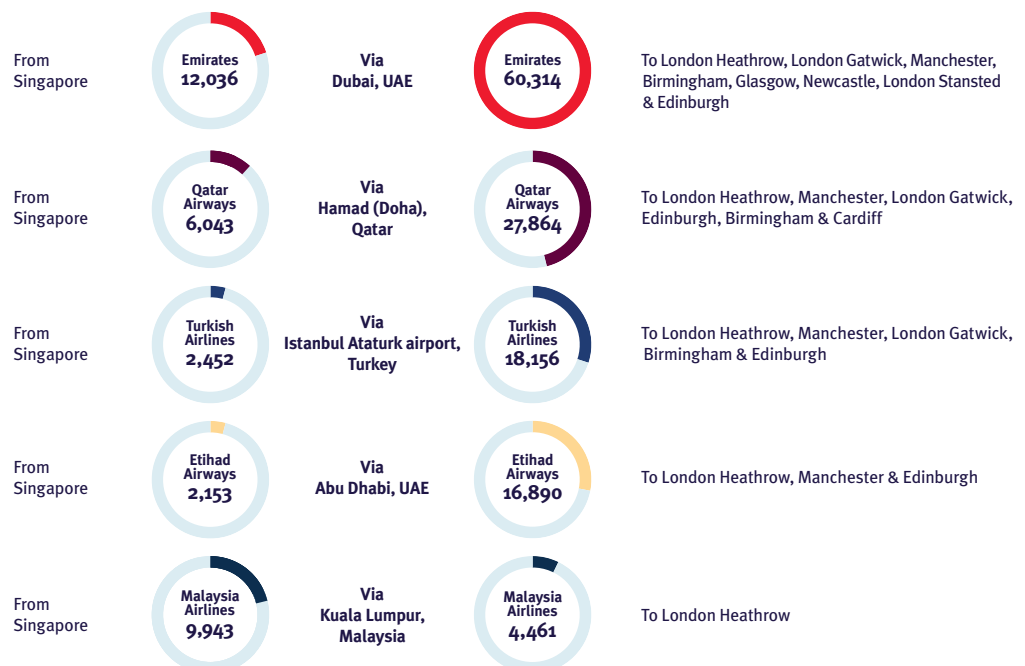 From
Singapore
Emirates
12,036
Via
Dubai, UAE
Emirates
60,314
To London Heathrow, London Gatwick, Manchester,
Birmingham, Glasgow, Newcastle, London Stansted
& Edinburgh
From
Singapore
Qatar
Airways
6,043
Via
Hamad (Doha),
Qatar
Qatar
Airways
27,864
To London Heathrow, Manchester, London Gatwick,
Edinburgh, Birmingham & Cardiff
From
Singapore
Turkish
Airlines
2,452
Via
Istanbul Ataturk airport,
Turkey
Turkish
Airlines
18,156
To London Heathrow, Manchester, London Gatwick,
Birmingham & Edinburgh
From
Singapore
Etihad
Airways
2,153
Via
Abu Dhabi, UAE
Etihad
Airways
16,890
To London Heathrow, Manchester & Edinburgh
From
Singapore
Malaysia
Airlines
9,943
Via
Kuala Lumpur,
Malaysia
Malaysia
Airlines
4,461
To London Heathrow